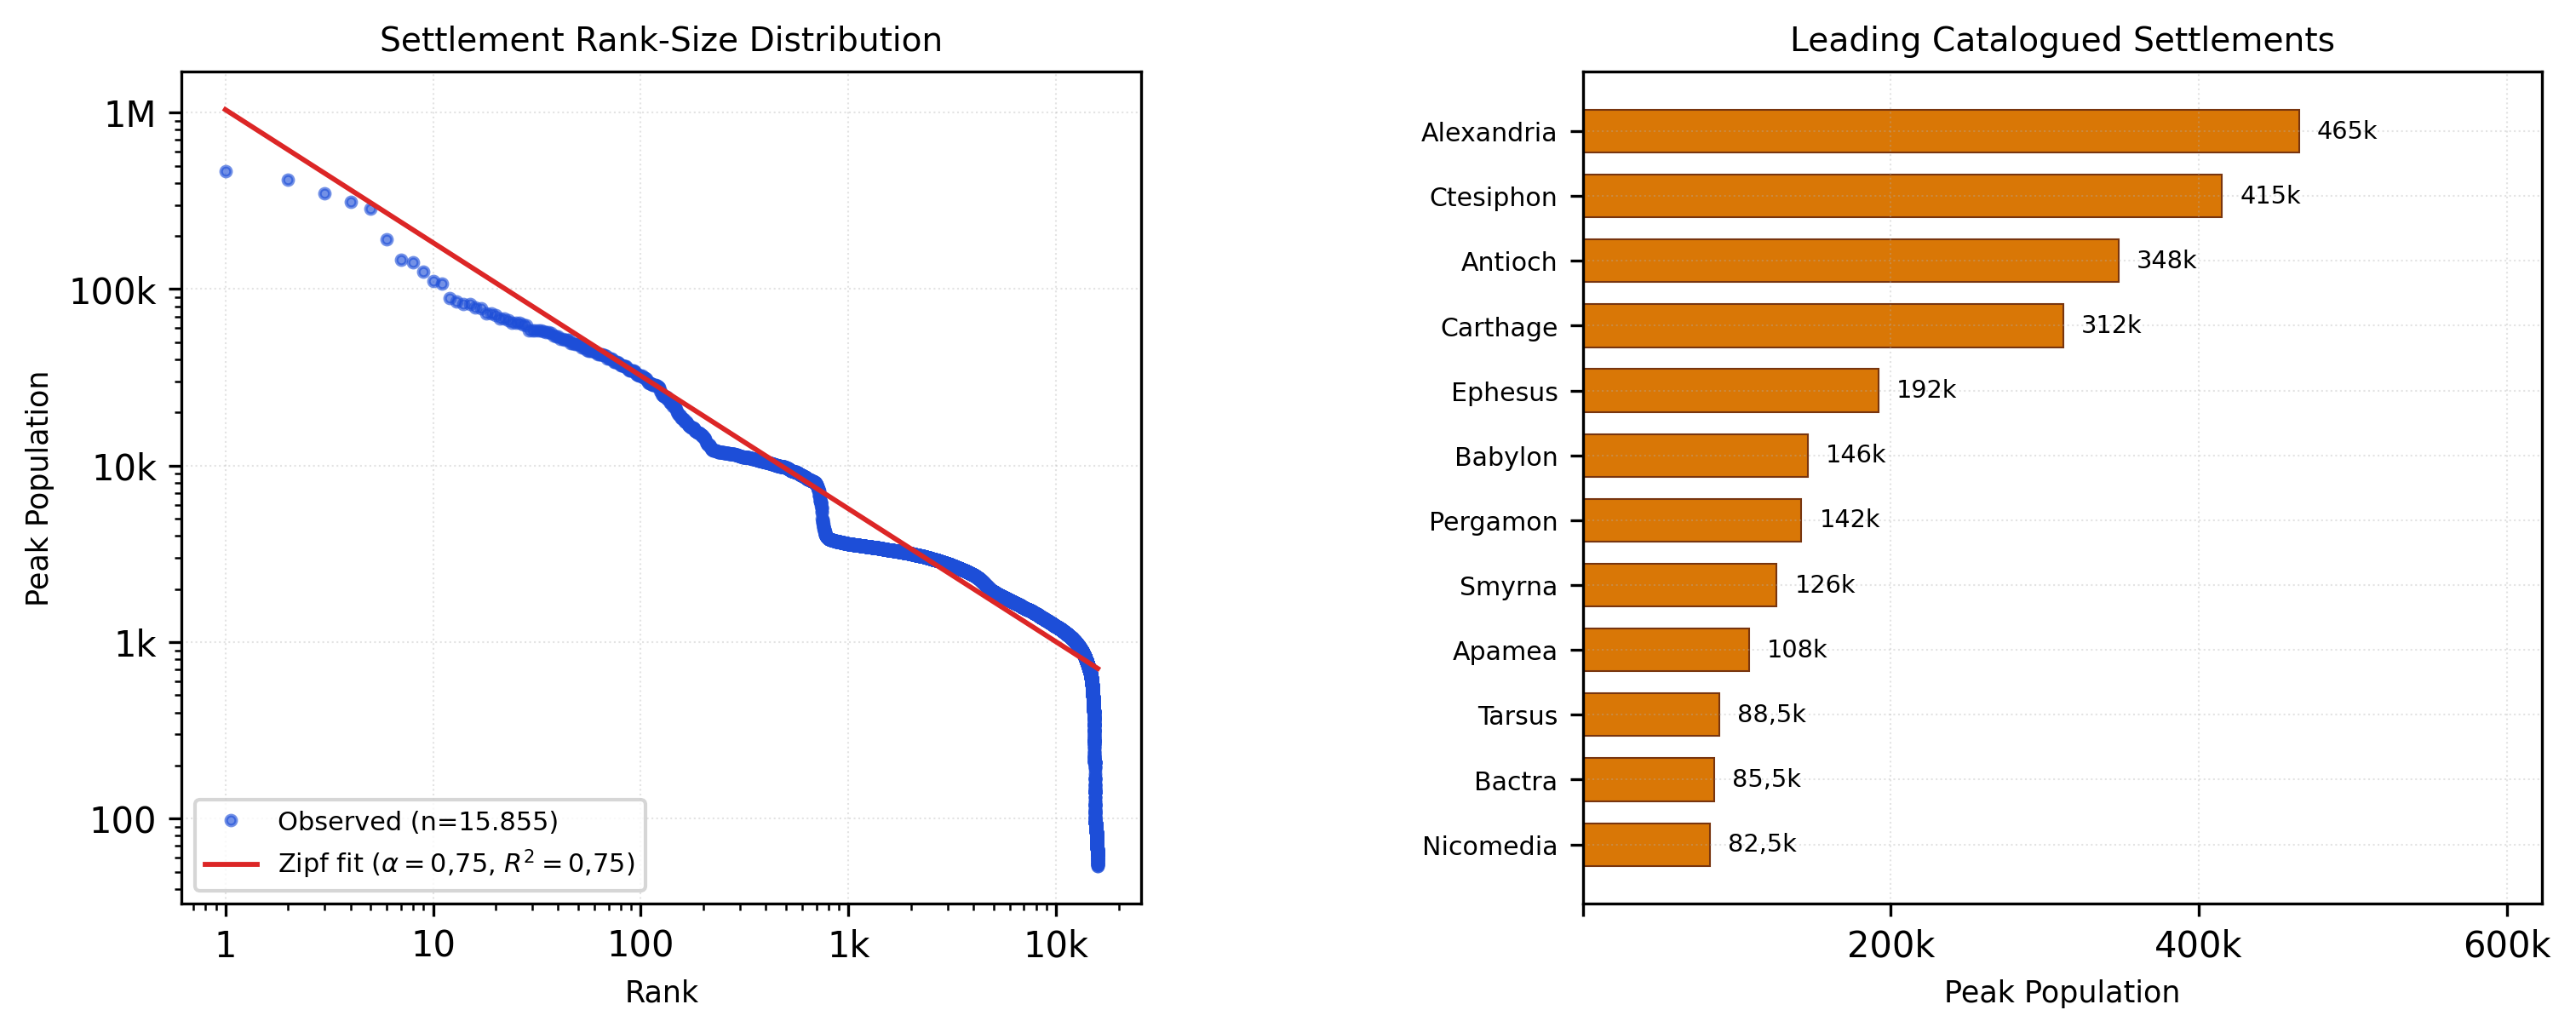 Settlement Rank-Size Distribution
Peak Population
1M
100k
10k
1k
100
Observed (n=15.855)
Zipf fit (α = 0,75, R² = 0,75)
1
10
100
1k
10k
Rank
Leading Catalogued Settlements
Alexandria 465k
Ctesiphon 415k
Antioch 348k
Carthage 312k
Ephesus 192k
Babylon 146k
Pergamon 142k
Smyrna 126k
Apamea 108k
Tarsus 88,5k
Bactra 85,5k
Nicomedia 82,5k
200k
400k
600k
Peak Population